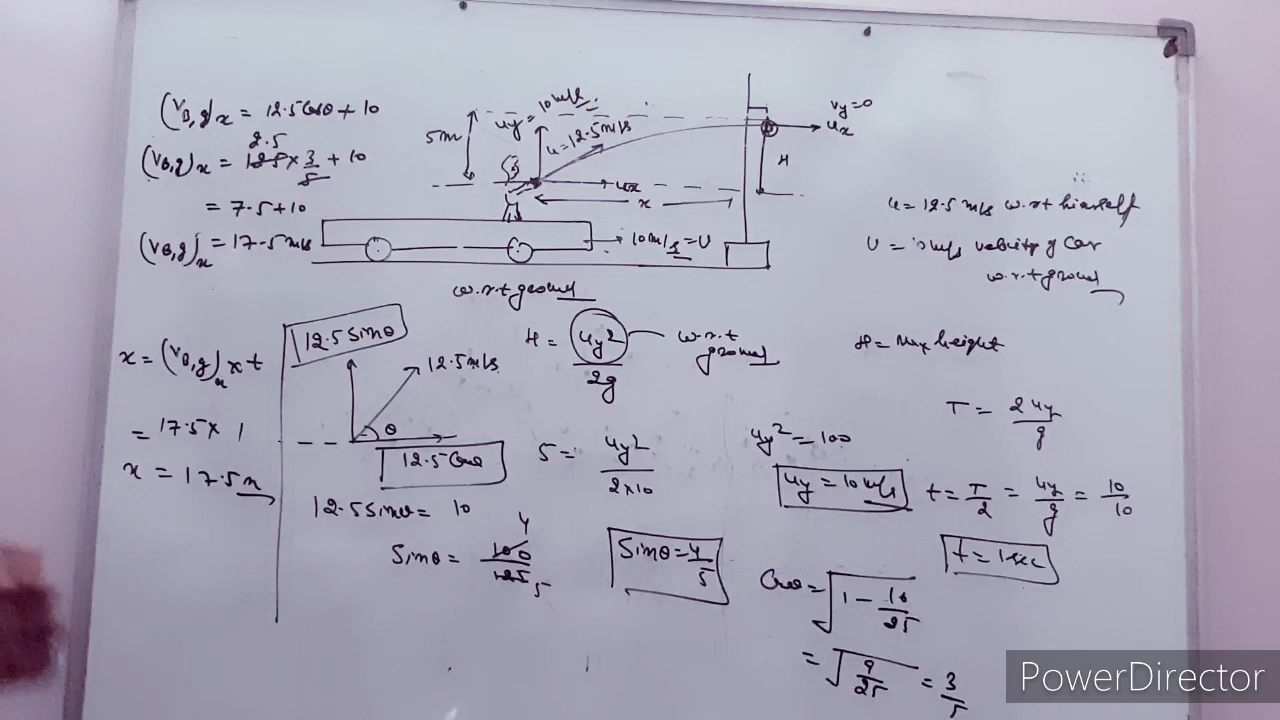 (V_B,g)x = 12.5 Cosθ + 10
2.5
(V_B,g)x = 12.5 × 3/5 + 10
= 7.5 + 10
(V_B,g)x = 17.5 m/s
5m
uy = 10 m/s
u = 12.5 m/s
ux
x
Vy = 0
ux
H
10 m/s = U
w.r.t ground
u = 12.5 m/s w.r.t himself
U = 10 m/s velocity of Car
w.r.t ground
x = (V_B,g)x × t
= 17.5 × 1
x = 17.5 m
12.5 Sinθ
12.5 m/s
θ
12.5 Cosθ
12.5 Sinθ = 10
Sinθ = 100/125
4
5
H = uy²/2g
w.r.t
ground
5 = uy²/2×10
Sinθ = 4/5
H = max height
uy² = 100
uy = 10 m/s
T = 2uy/g
t = T/2 = uy/g = 10/10
t = 1 sec
Cosθ = √1 - 16/25
= √9/25 = 3/5
PowerDirector